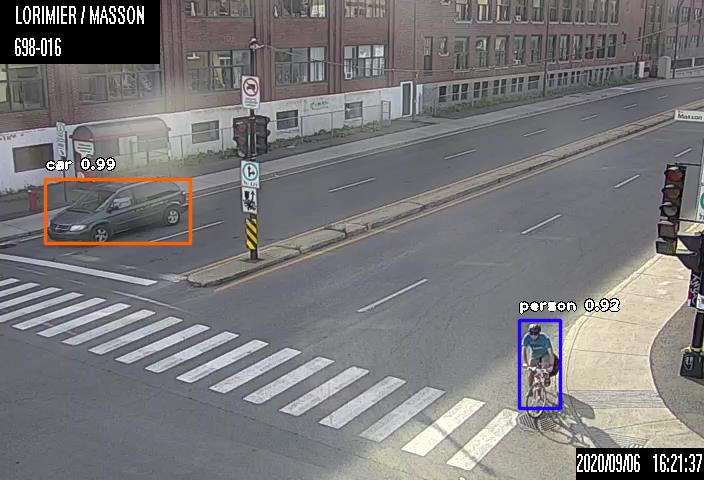 LORIMIER / MASSON
698-016
car 0.99
Masson
person 0.92
2020/09/06 16:21:37